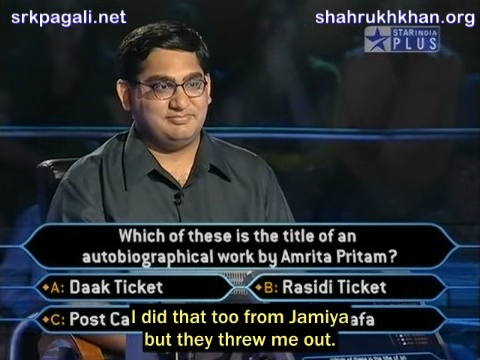 srkpagali.net
shahrukhkhan.org
STAR INDIA
PLUS
Which of these is the title of an
autobiographical work by Amrita Pritam?
A: Daak Ticket
B: Rasidi Ticket
C: Post Ca
afa
I did that too from Jamiya
but they threw me out.